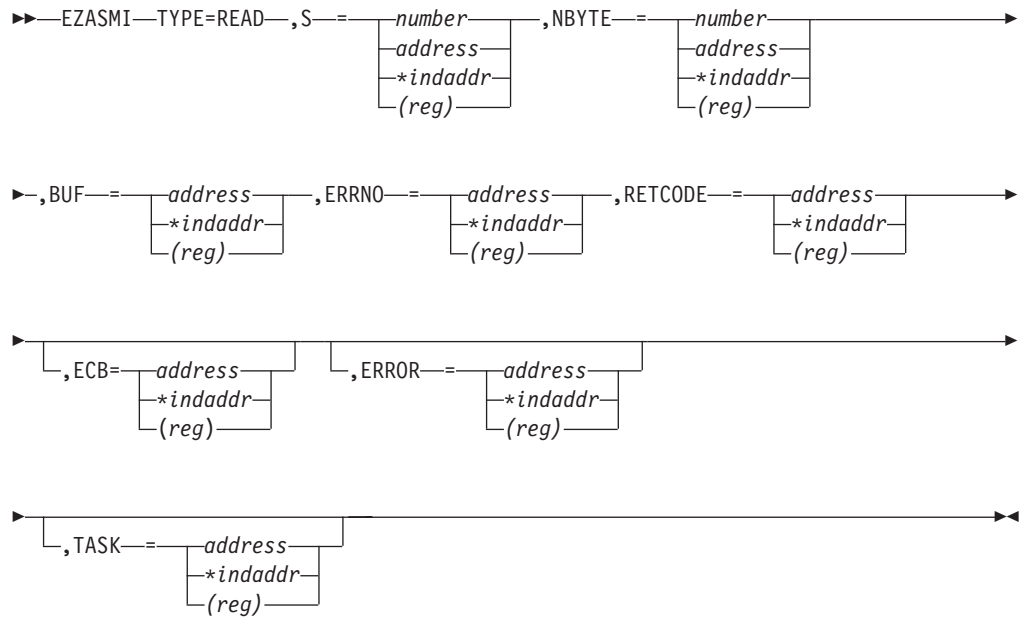 EZASMI TYPE=READ ,S = number ,NBYTE = number
address address
*indaddr *indaddr
(reg) (reg)
,BUF = address ,ERRNO = address ,RETCODE = address
*indaddr *indaddr *indaddr
(reg) (reg) (reg)
,ECB= address ,ERROR = address
*indaddr *indaddr
(reg) (reg)
,TASK = address
*indaddr
(reg)